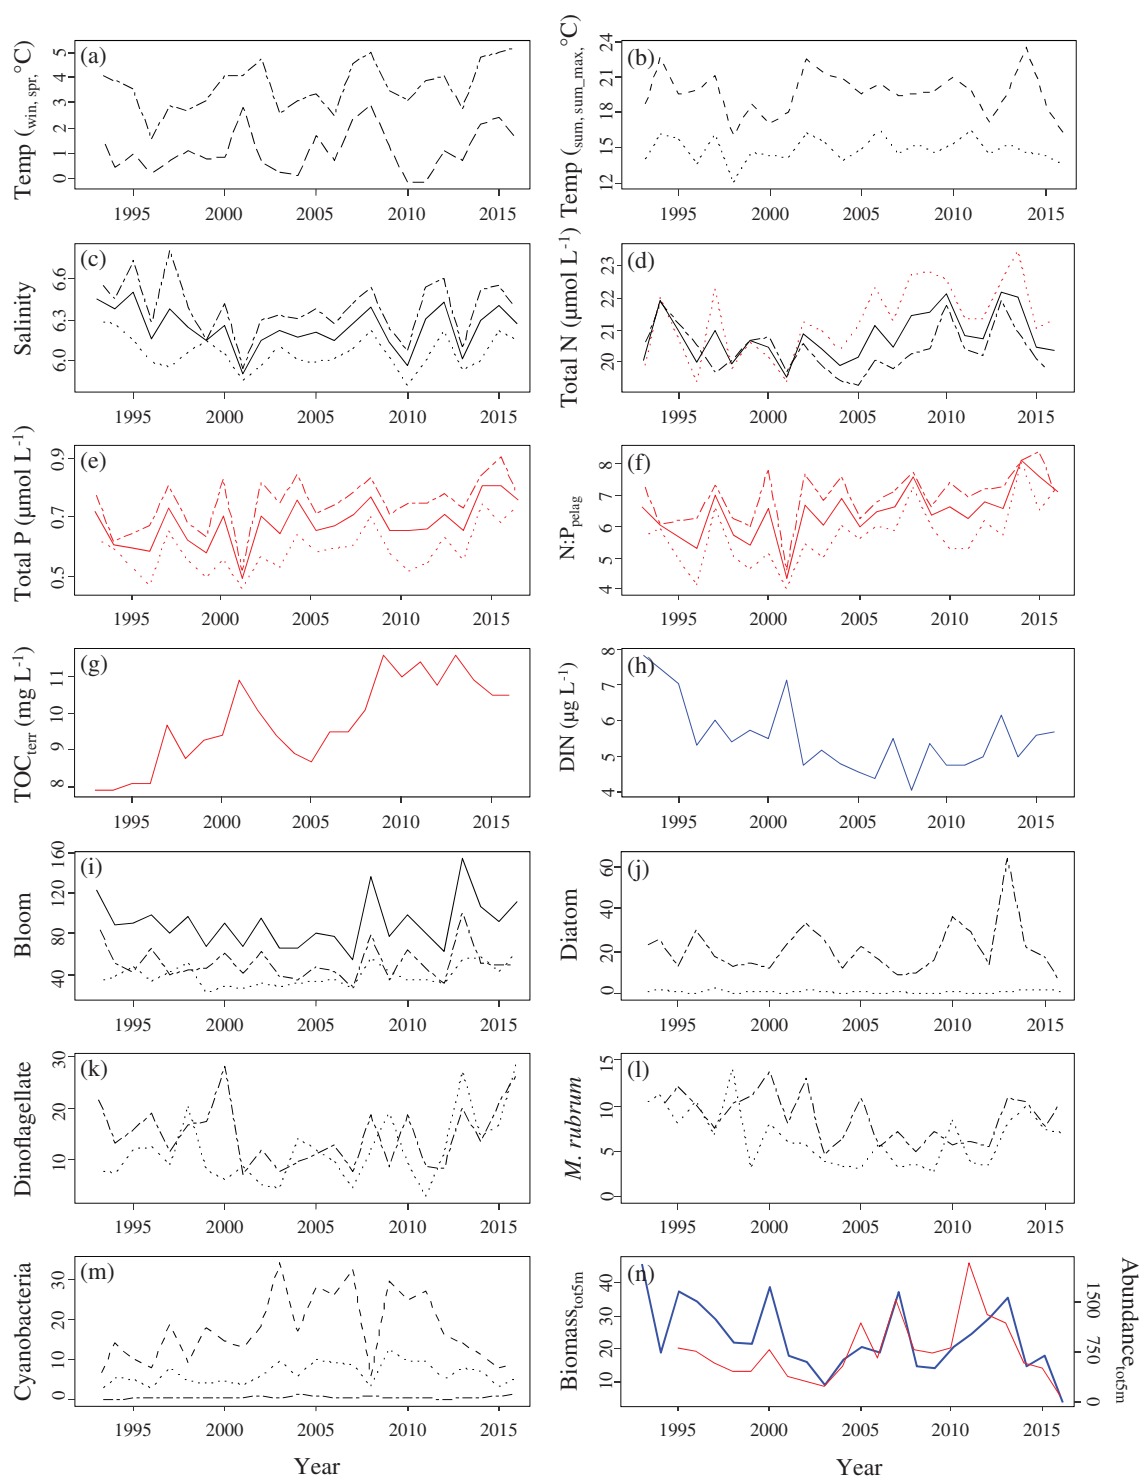 (a)
Temp (win, spr, °C)
0 1 2 3 4 5
1995 2000 2005 2010 2015
(b)
Temp (sum, sum_max, °C)
12 15 18 21 24
1995 2000 2005 2010 2015
(c)
Salinity
6.0 6.3 6.6
1995 2000 2005 2010 2015
(d)
Total N (µmol L⁻¹)
20 21 22 23
1995 2000 2005 2010 2015
(e)
Total P (µmol L⁻¹)
0.5 0.7 0.9
1995 2000 2005 2010 2015
(f)
N:Ppelag
4 5 6 7 8
1995 2000 2005 2010 2015
(g)
TOCterr (mg L⁻¹)
8 9 10 11
1995 2000 2005 2010 2015
(h)
DIN (µg L⁻¹)
4 5 6 7 8
1995 2000 2005 2010 2015
(i)
Bloom
40 80 120 160
1995 2000 2005 2010 2015
(j)
Diatom
0 20 40 60
1995 2000 2005 2010 2015
(k)
Dinoflagellate
10 20 30
1995 2000 2005 2010 2015
(l)
M. rubrum
0 5 10 15
1995 2000 2005 2010 2015
(m)
Cyanobacteria
0 10 20 30
1995 2000 2005 2010 2015
Year
(n)
Biomasstot5m
10 20 30 40
Abundancetot5m
0 750 1500
1995 2000 2005 2010 2015
Year